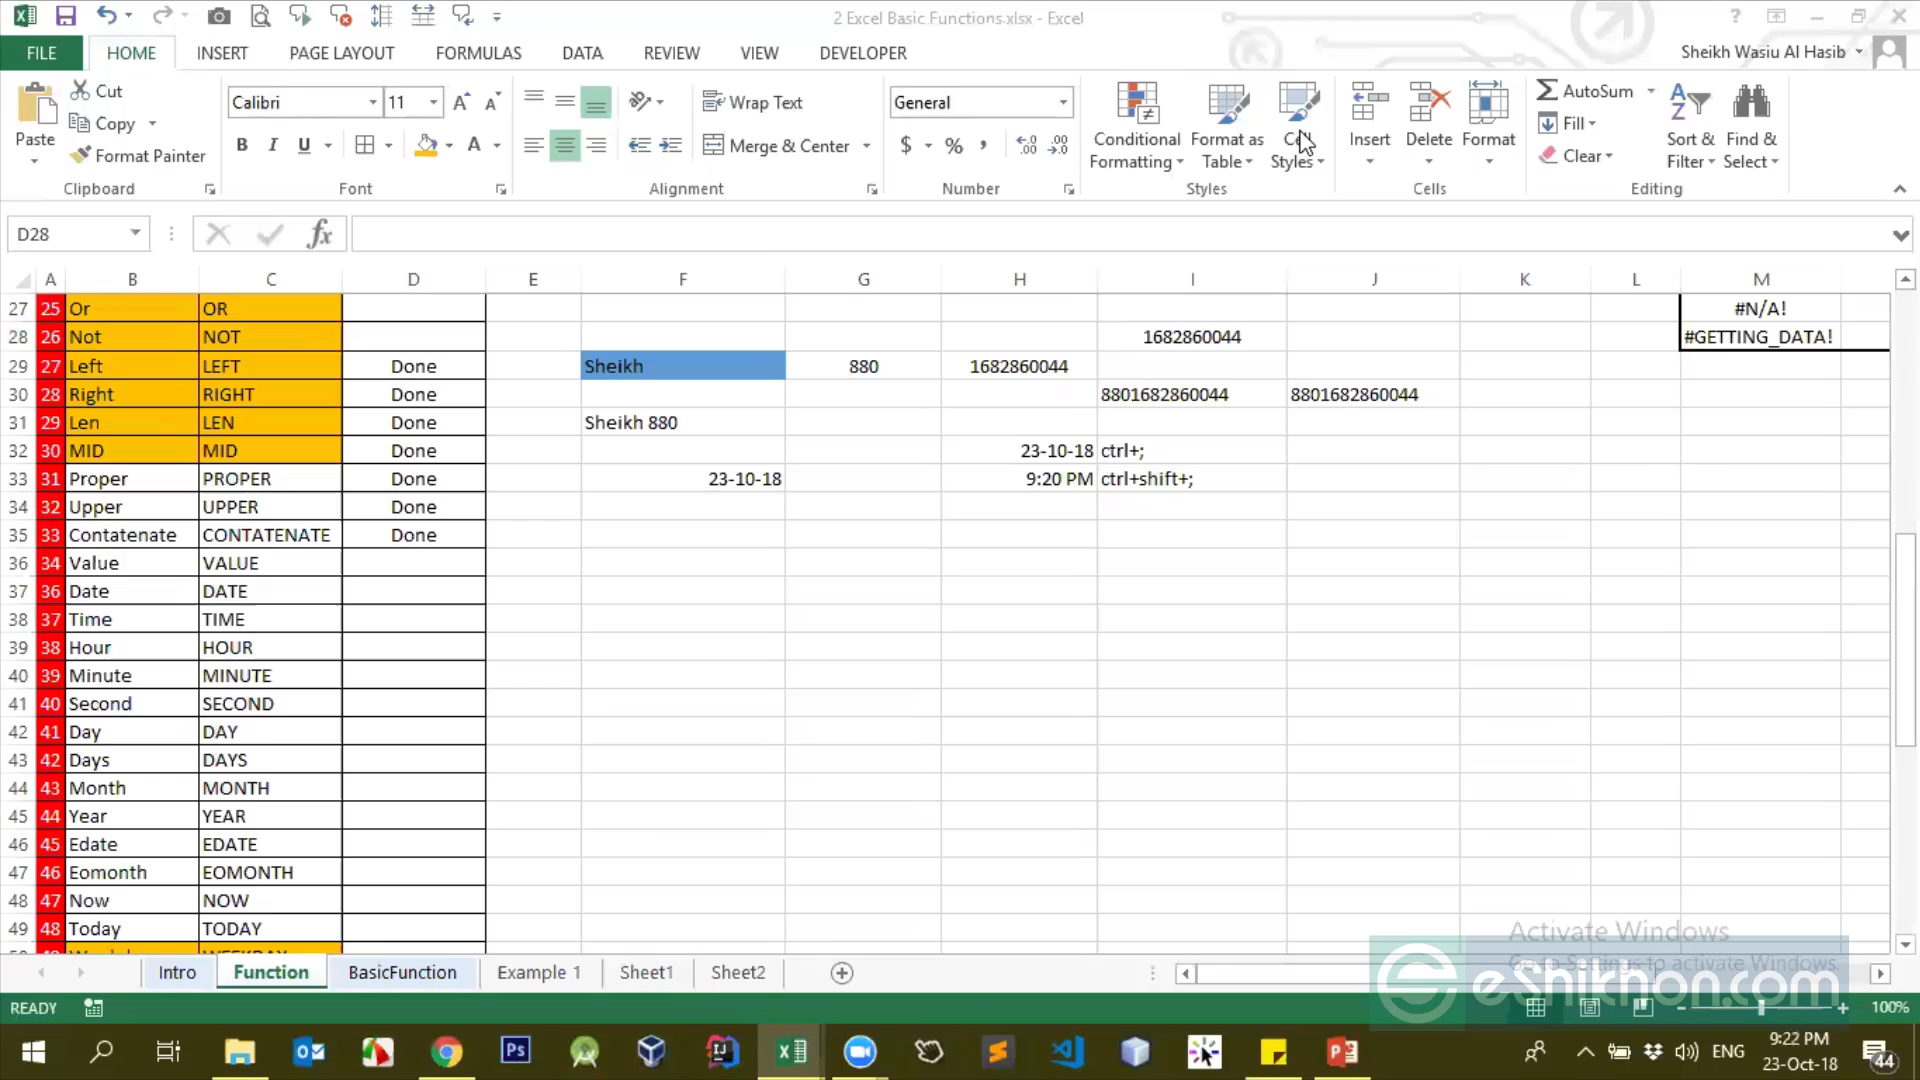 2 Excel Basic Functions.xlsx - Excel
FILE HOME INSERT PAGE LAYOUT FORMULAS DATA REVIEW VIEW DEVELOPER Sheikh Wasiu Al Hasib
Paste
Cut
Copy
Format Painter
Clipboard
Calibri 11
B I U
Font
Wrap Text
Merge & Center
Alignment
General
$ % ,
Number
Conditional Formatting
Format as Table
Cell Styles
Styles
Insert Delete Format
Cells
AutoSum
Fill
Clear
Sort & Filter
Find & Select
Editing
D28 fx
A B C D E F G H I J K L M
27 25 Or OR #N/A!
28 26 Not NOT 1682860044 #GETTING_DATA!
29 27 Left LEFT Done Sheikh 880 1682860044
30 28 Right RIGHT Done 8801682860044 8801682860044
31 29 Len LEN Done Sheikh 880
32 30 MID MID Done 23-10-18 ctrl+;
33 31 Proper PROPER Done 23-10-18 9:20 PM ctrl+shift+;
34 32 Upper UPPER Done
35 33 Contatenate CONTATENATE Done
36 34 Value VALUE
37 36 Date DATE
38 37 Time TIME
39 38 Hour HOUR
40 39 Minute MINUTE
41 40 Second SECOND
42 41 Day DAY
43 42 Days DAYS
44 43 Month MONTH
45 44 Year YEAR
46 45 Edate EDATE
47 46 Eomonth EOMONTH
48 47 Now NOW
49 48 Today TODAY
Activate Windows
Go to Settings to activate Windows.
eShikhon.com
Intro Function BasicFunction Example 1 Sheet1 Sheet2
READY 100%
Ps ENG 9:22 PM
23-Oct-18 44